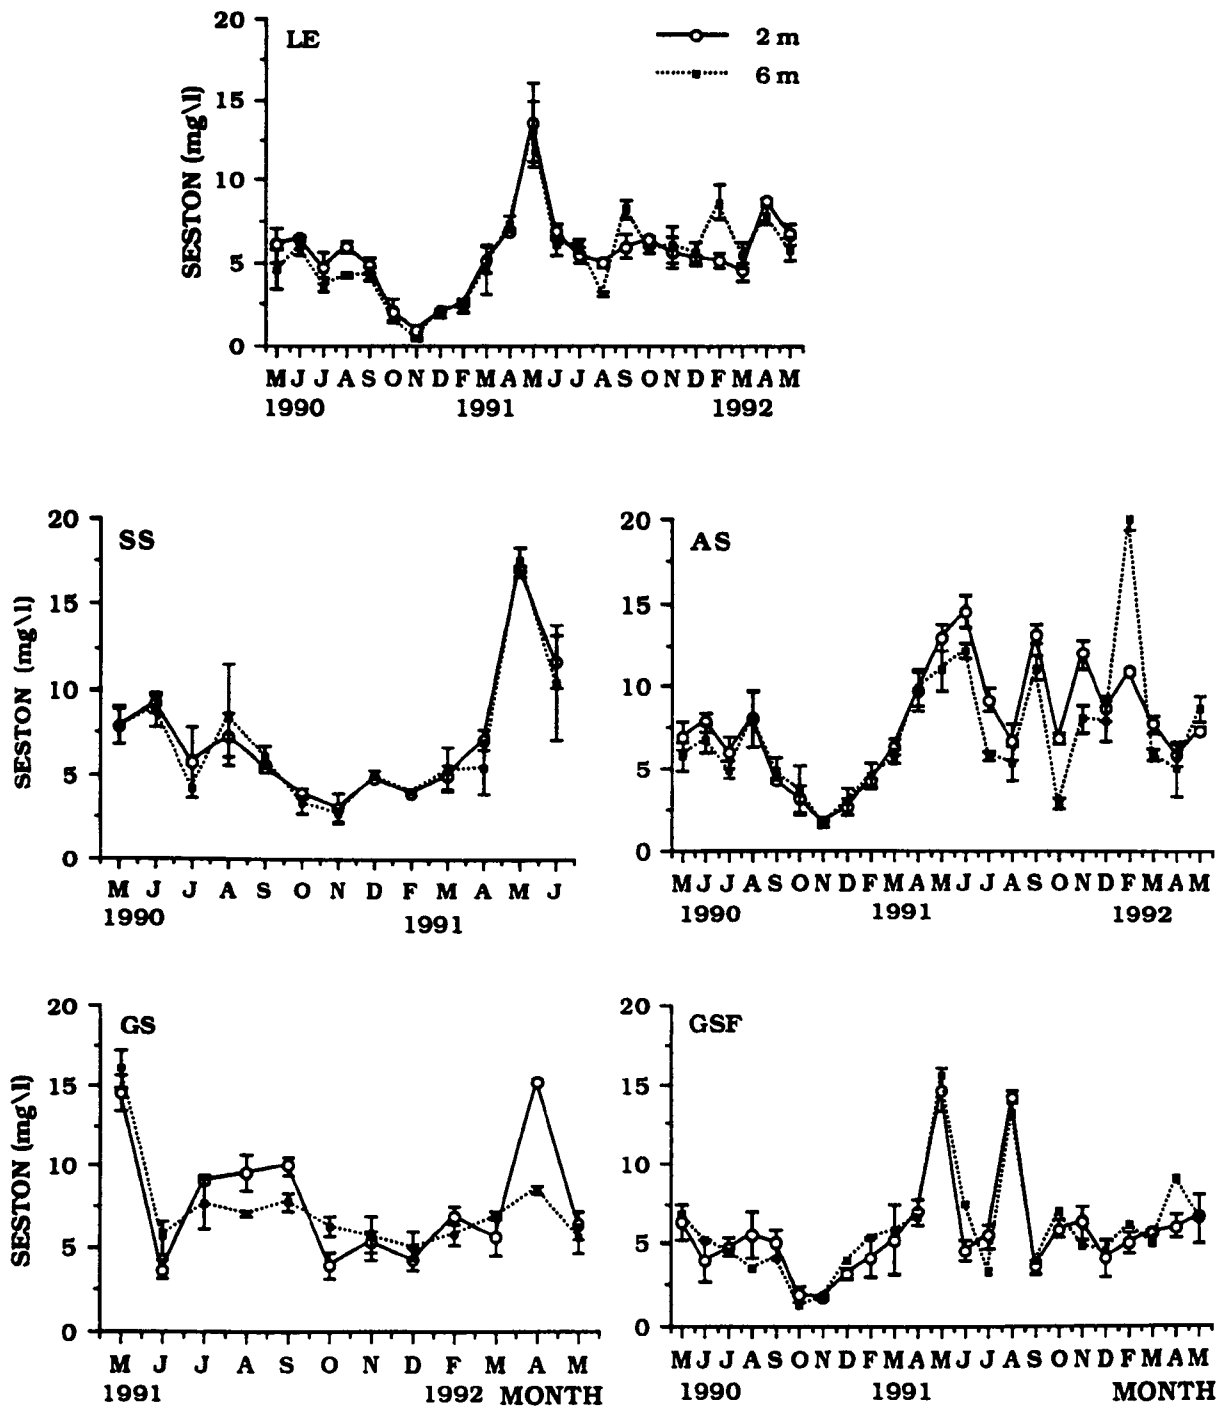 20
LE
2 m
6 m
15
10
5
0
SESTON (mg\l)
M J J A S O N D F M A M J J A S O N D F M A M
1990 1991 1992
20
SS
15
10
5
0
SESTON (mg\l)
M J J A S O N D F M A M J
1990 1991
20
AS
15
10
5
0
M J J A S O N D F M A M J J A S O N D F M A M
1990 1991 1992
20
GS
15
10
5
0
SESTON (mg\l)
M J J A S O N D F M A M
1991 1992 MONTH
20
GSF
15
10
5
0
M J J A S O N D F M A M J J A S O N D F M A M
1990 1991 MONTH